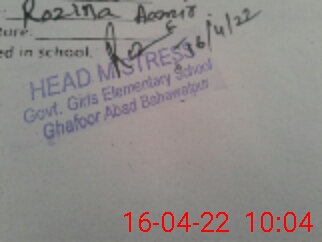 Rozina Aamir
ture:
ed in school.
16/4/22
HEAD MISTRESS
Govt. Girls Elementary School
Ghafoor Abad Bahawalpur
16-04-22 10:04